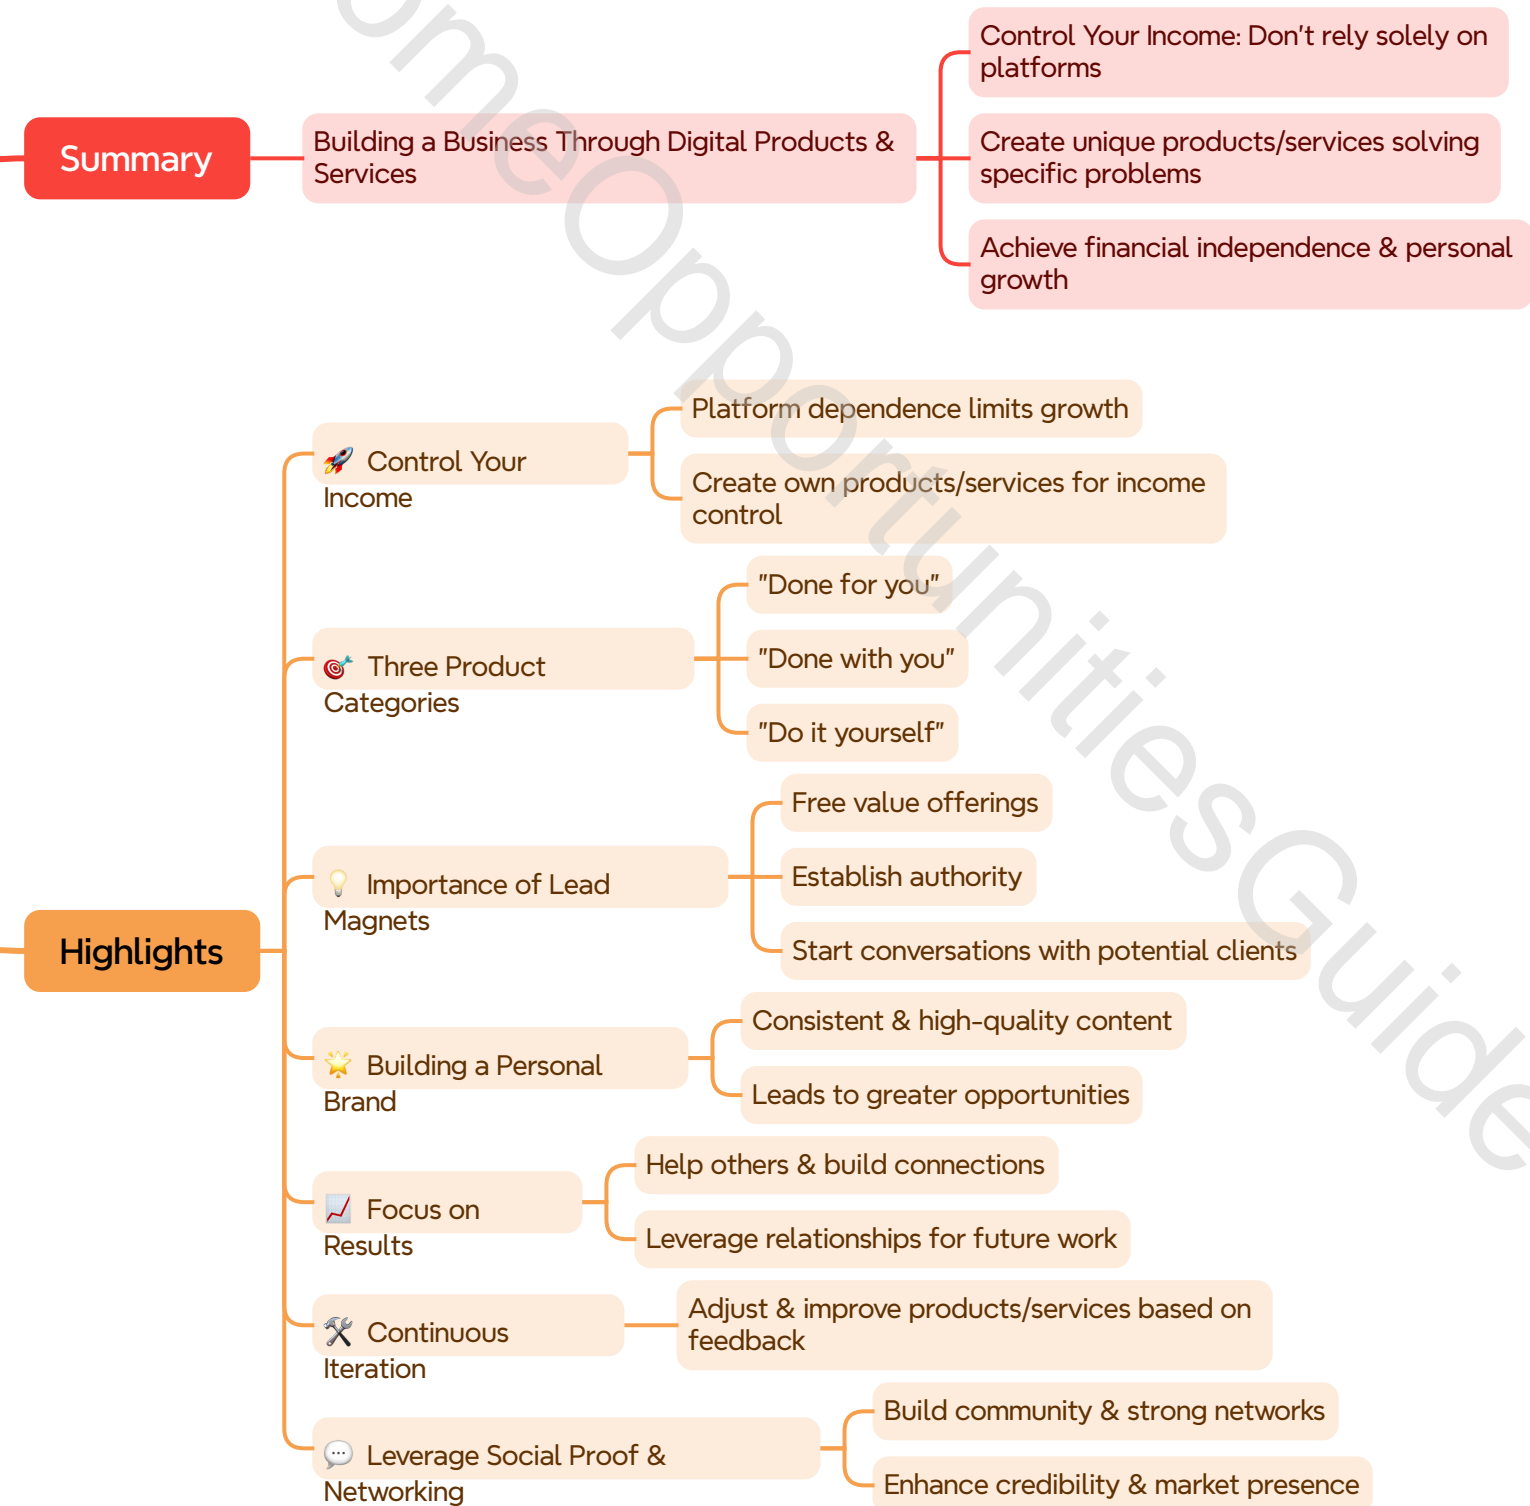 Summary
Building a Business Through Digital Products &
Services
Control Your Income: Don't rely solely on
platforms
Create unique products/services solving
specific problems
Achieve financial independence & personal
growth
Highlights
🚀 Control Your
Income
Platform dependence limits growth
Create own products/services for income
control
🎯 Three Product
Categories
"Done for you"
"Done with you"
"Do it yourself"
💡 Importance of Lead
Magnets
Free value offerings
Establish authority
Start conversations with potential clients
🌟 Building a Personal
Brand
Consistent & high-quality content
Leads to greater opportunities
📈 Focus on
Results
Help others & build connections
Leverage relationships for future work
🛠 Continuous
Iteration
Adjust & improve products/services based on
feedback
💬 Leverage Social Proof &
Networking
Build community & strong networks
Enhance credibility & market presence
omeOpportunitiesGuide